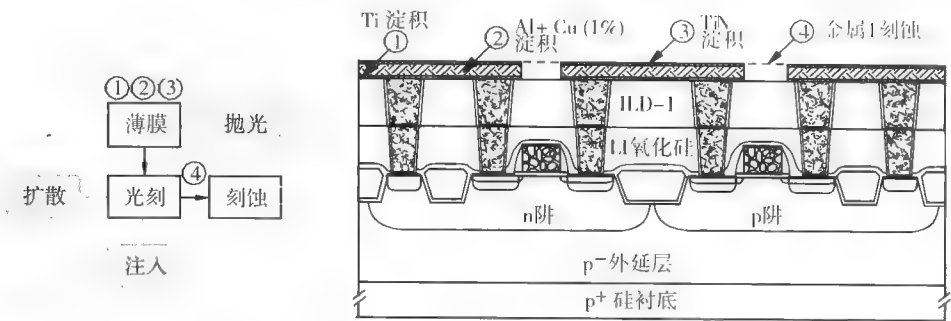 ①②③
薄膜
抛光
扩散
光刻
④
刻蚀
注入
Ti 淀积
①
② Al+Cu (1%)
淀积
③ TiN
淀积
④ 金属1刻蚀
ILD-1
LI氧化硅
n阱
p阱
p⁻外延层
p⁺硅衬底